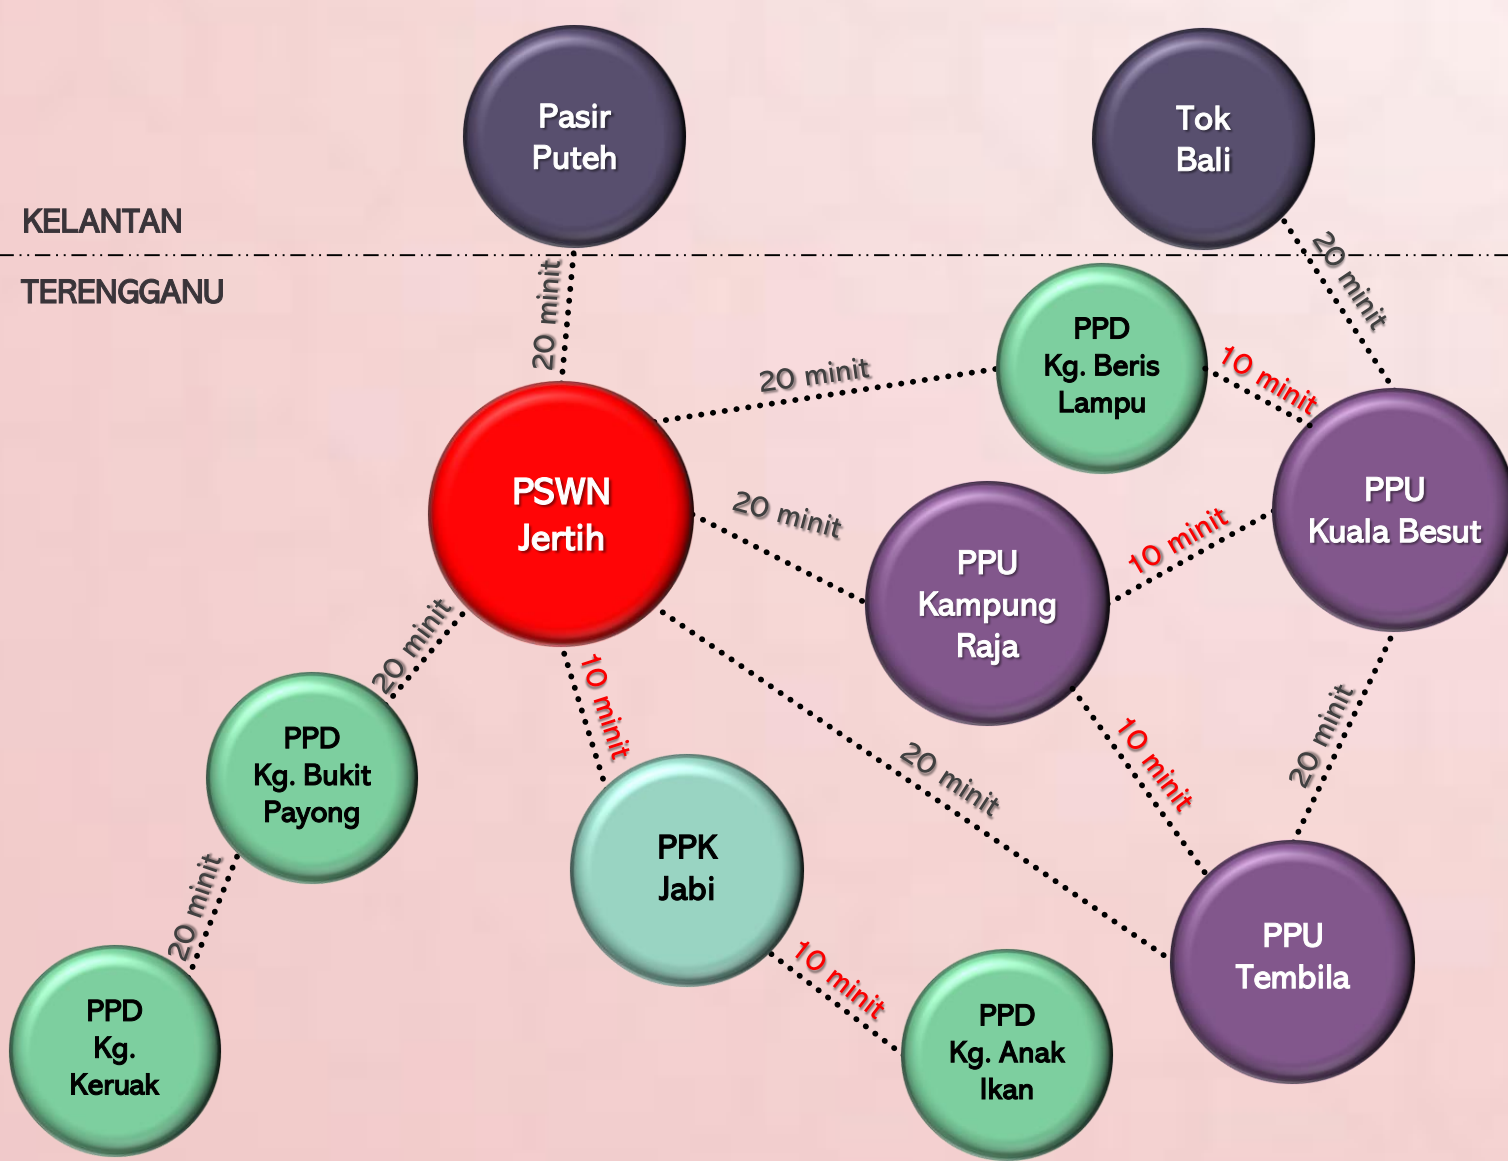 Pasir
Puteh
Tok
Bali
KELANTAN
TERENGGANU
20 minit
20 minit
20 minit
PPD
Kg. Beris
Lampu
10 minit
PSWN
Jertih
20 minit
PPU
Kampung
Raja
10 minit
PPU
Kuala Besut
20 minit
10 minit
20 minit
10 minit
20 minit
PPD
Kg. Bukit
Payong
PPK
Jabi
20 minit
10 minit
PPU
Tembila
PPD
Kg.
Keruak
PPD
Kg. Anak
Ikan